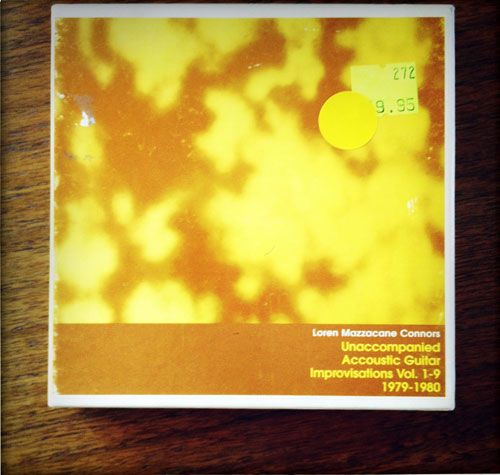 272
9.95
Loren Mazzacane Connors
Unaccompanied
Accoustic Guitar
Improvisations Vol. 1-9
1979-1980